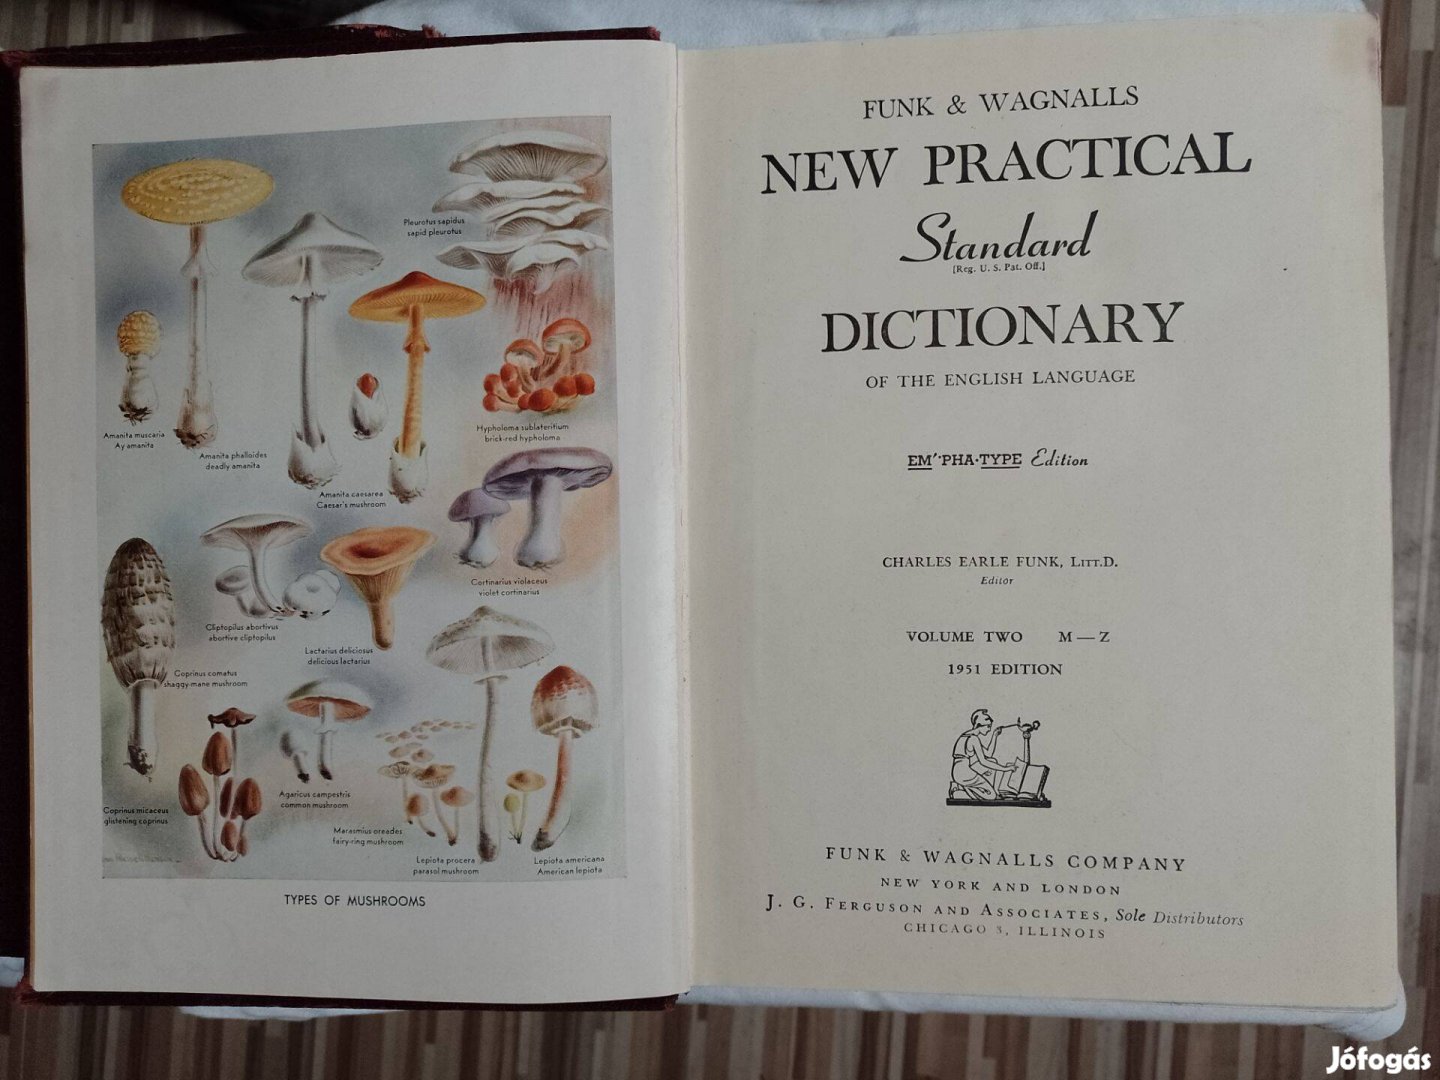 Pleurotus sapidus
sapid pleurotus
Amanita muscaria
Ay amanita
Amanita phalloides
deadly amanita
Amanita caesarea
Caesar's mushroom
Hypholoma sublateritium
brick-red hypholoma
Cortinarius violaceus
violet cortinarius
Cliptopilus abortivus
abortive cliptopilus
Lactarius deliciosus
delicious lactarius
Coprinus comatus
shaggy-mane mushroom
Agaricus campestris
common mushroom
Coprinus micaceus
glistening coprinus
Marasmius oreades
fairy-ring mushroom
Lepiota procera
parasol mushroom
Lepiota americana
American lepiota
TYPES OF MUSHROOMS
FUNK & WAGNALLS
NEW PRACTICAL
Standard
[Reg. U. S. Pat. Off.]
DICTIONARY
OF THE ENGLISH LANGUAGE
EM′·PHA·TYPE Edition
CHARLES EARLE FUNK, LITT.D.
Editor
VOLUME TWO M—Z
1951 EDITION
FUNK & WAGNALLS COMPANY
NEW YORK AND LONDON
J. G. FERGUSON AND ASSOCIATES, Sole Distributors
CHICAGO 3, ILLINOIS
Jófogás